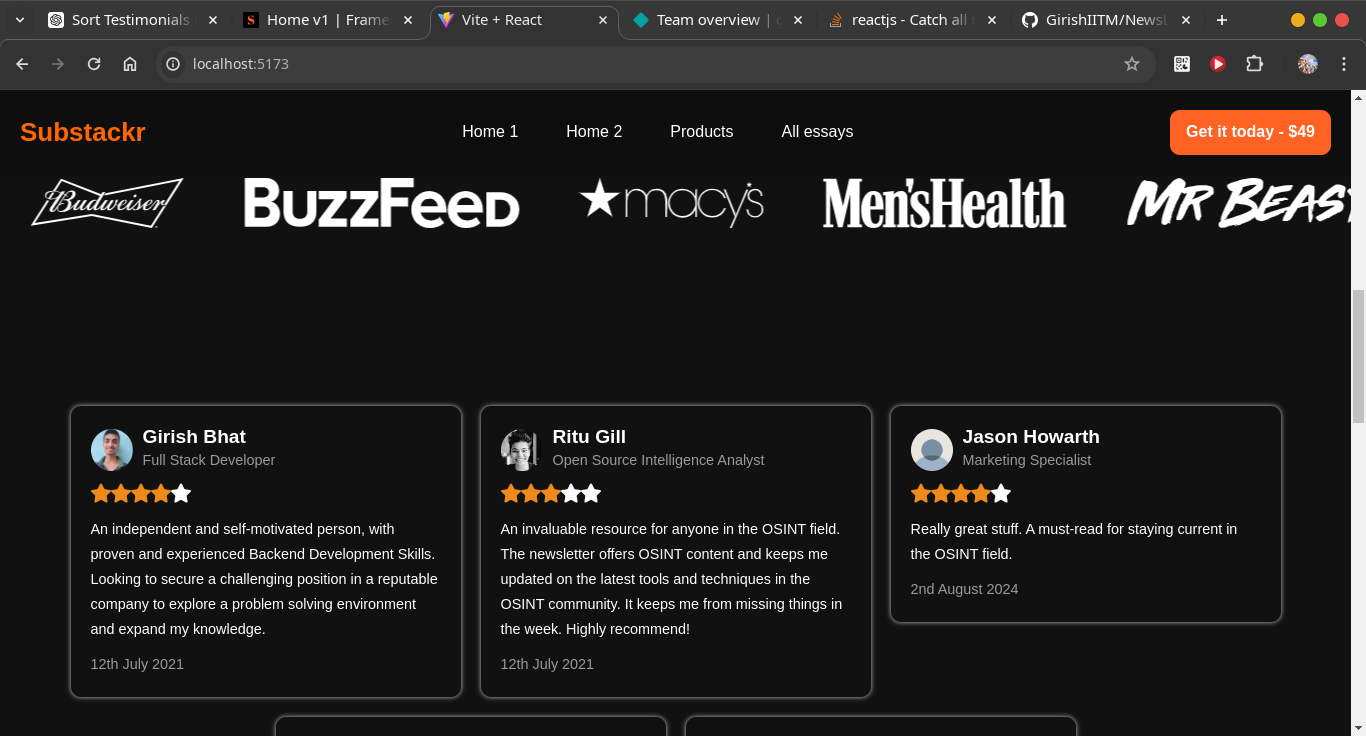 Sort Testimonials
Home v1 | Frame
Vite + React
Team overview |
reactjs - Catch all
GirishIITM/Newsl
localhost:5173
Substackr
Home 1
Home 2
Products
All essays
Get it today - $49
Budweiser
BuzzFeed
macy's
Men'sHealth
MR BEAST
Girish Bhat
Full Stack Developer
An independent and self-motivated person, with
proven and experienced Backend Development Skills.
Looking to secure a challenging position in a reputable
company to explore a problem solving environment
and expand my knowledge.
12th July 2021
Ritu Gill
Open Source Intelligence Analyst
An invaluable resource for anyone in the OSINT field.
The newsletter offers OSINT content and keeps me
updated on the latest tools and techniques in the
OSINT community. It keeps me from missing things in
the week. Highly recommend!
12th July 2021
Jason Howarth
Marketing Specialist
Really great stuff. A must-read for staying current in
the OSINT field.
2nd August 2024